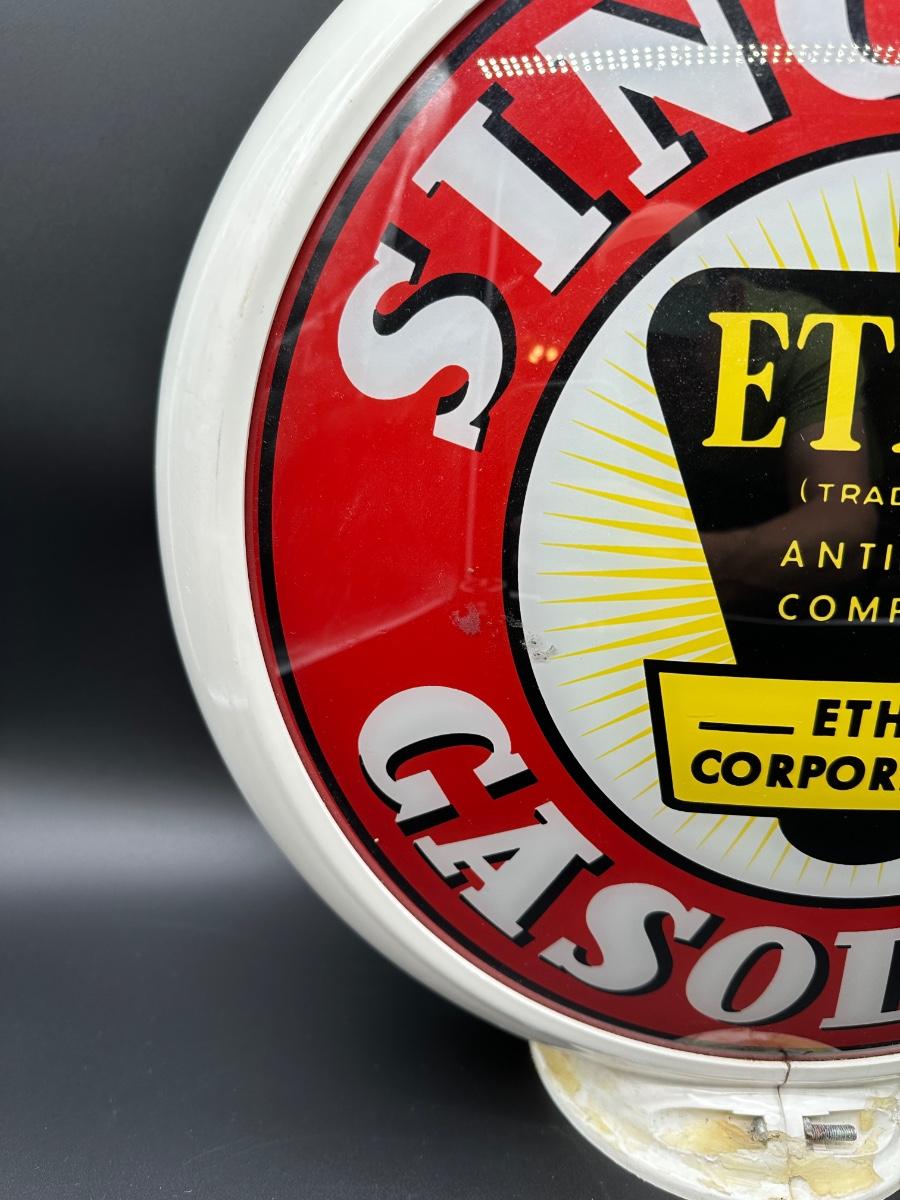 SINC
ET
(TRAD
ANTI
COMP
ETH
CORPOR
GASOL